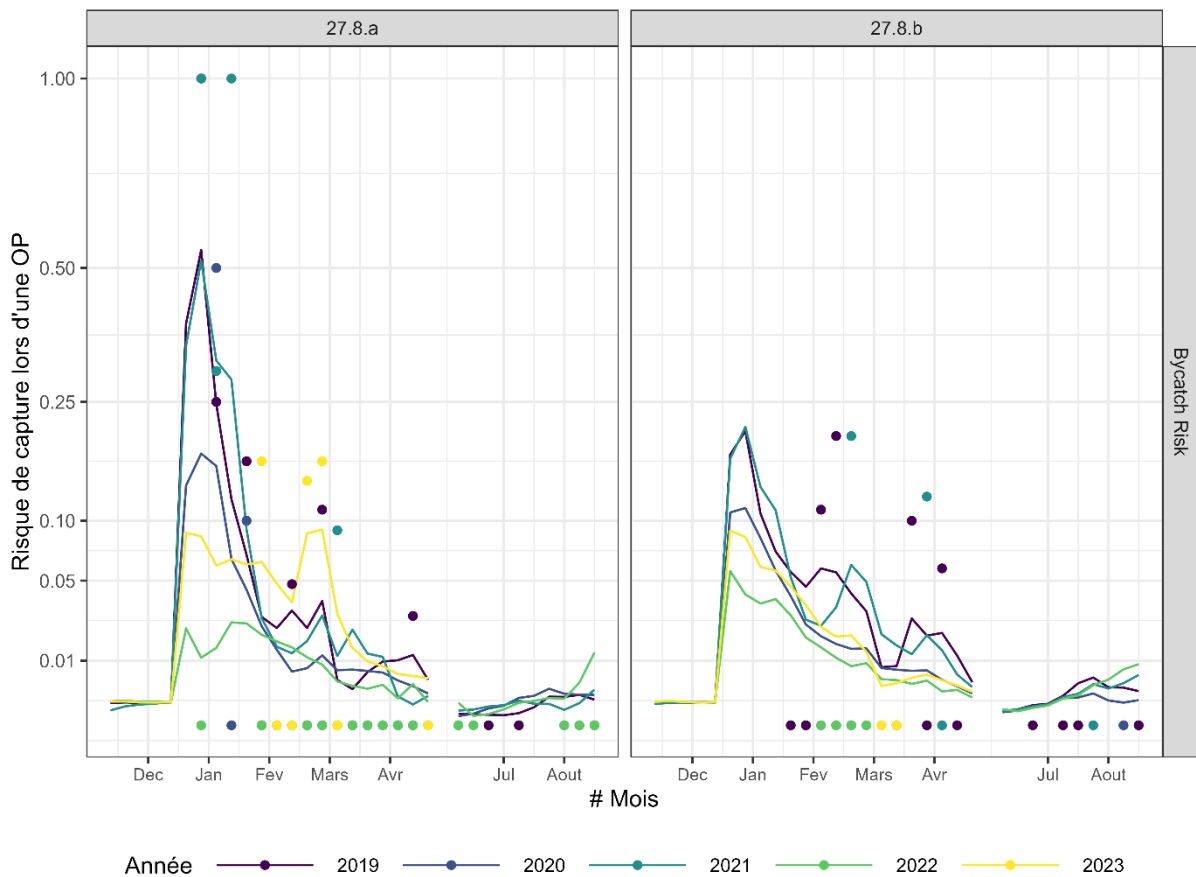 27.8.a 27.8.b
Risque de capture lors d'une OP
1.00
0.50
0.25
0.10
0.05
0.01
Bycatch Risk
Dec Jan Fev Mars Avr Jul Aout Dec Jan Fev Mars Avr Jul Aout
# Mois
Année 2019 2020 2021 2022 2023